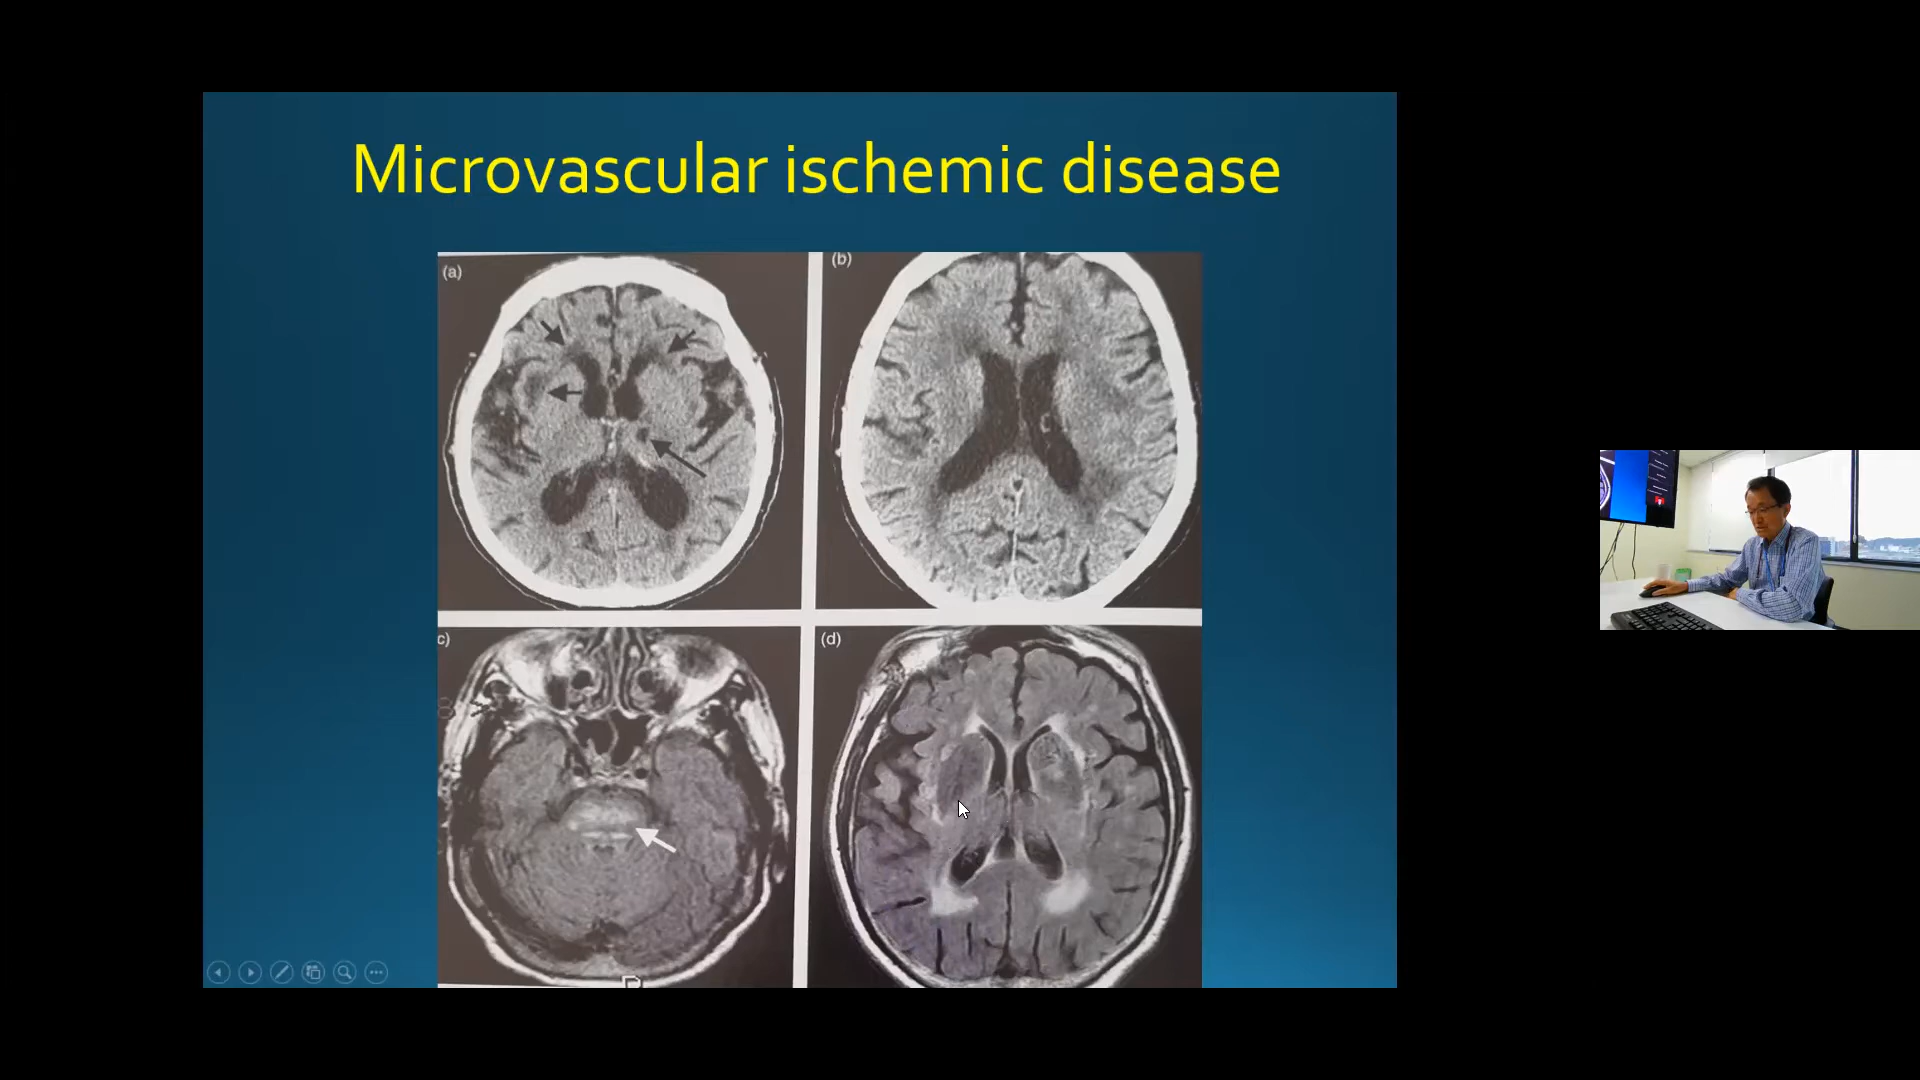 Microvascular ischemic disease
(a)
(b)
c)
(d)